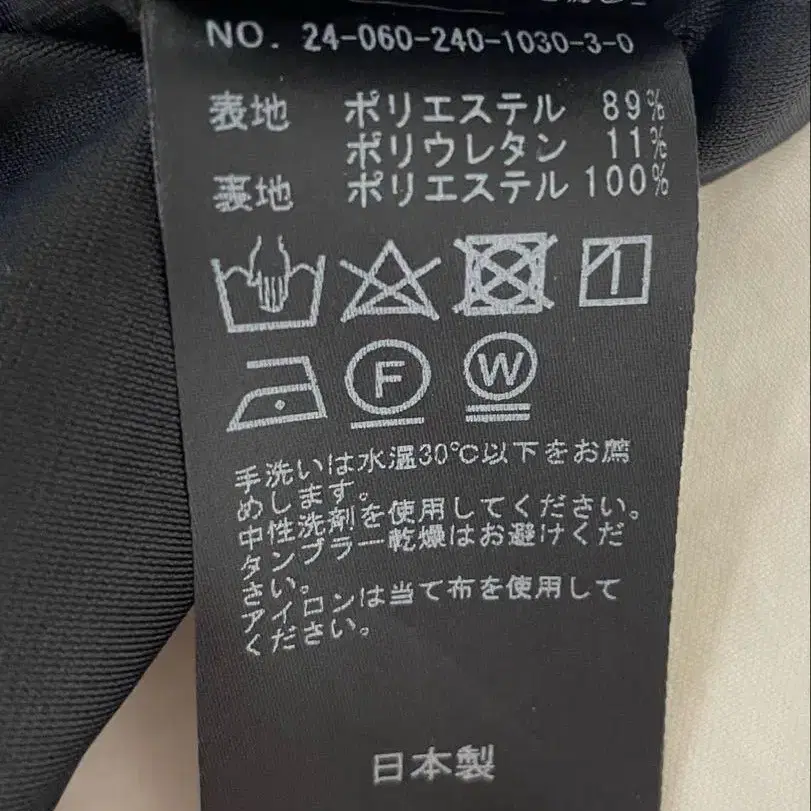 NO. 24-060-240-1030-3-0
表地 ポリエステル 89%
ポリウレタン 11%
裏地 ポリエステル 100%
F
W
手洗いは水温30℃以下をお薦
めします。
中性洗剤を使用してください。
タンブラー乾燥はお避けくだ
さい。
アイロンは当て布を使用して
ください。
日本製